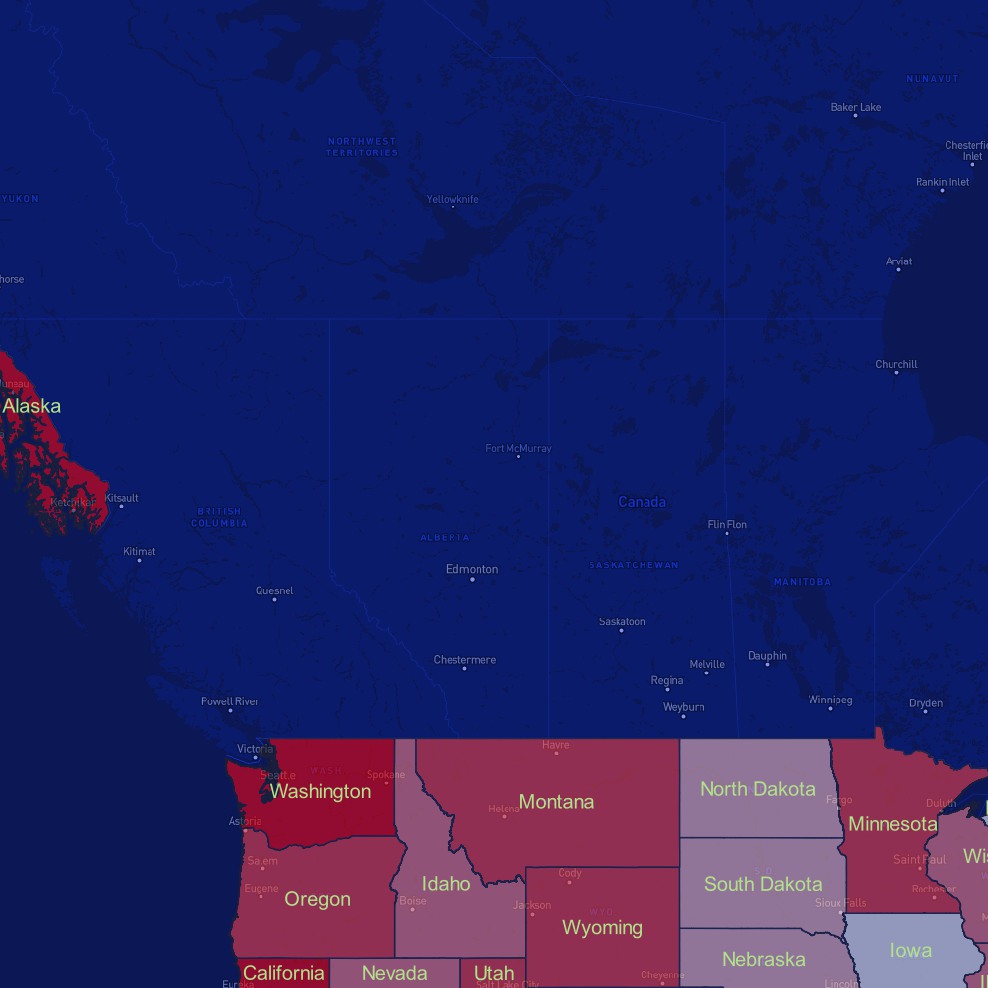 NUNAVUT
Baker Lake
NORTHWEST
TERRITORIES
Chesterfie
Inlet
Rankin Inlet
YUKON
Yellowknife
Arviat
horse
Churchill
uneau
Alaska
Fort McMurray
Ketchikan
Kitsault
Canada
BRITISH
COLUMBIA
Flin Flon
ALBERTA
Kitimat
SASKATCHEWAN
Edmonton
MANITOBA
Quesnel
Saskatoon
Chestermere
Melville
Dauphin
Regina
Powell River
Weyburn
Winnipeg
Dryden
Victoria
Havre
Seattle
WASH
Spokane
Washington
North Dakota
Montana
Fargo
Duluth
Helena
Astoria
Minnesota
Wis
Salem
Saint Paul
Cody
Eugene
Idaho
South Dakota
Rochester
Oregon
Boise
Jackson
Sioux Falls
WYO
Wyoming
Iowa
Nebraska
California
Nevada
Utah
Cheyenne
Eureka
Salt Lake City
Lincoln